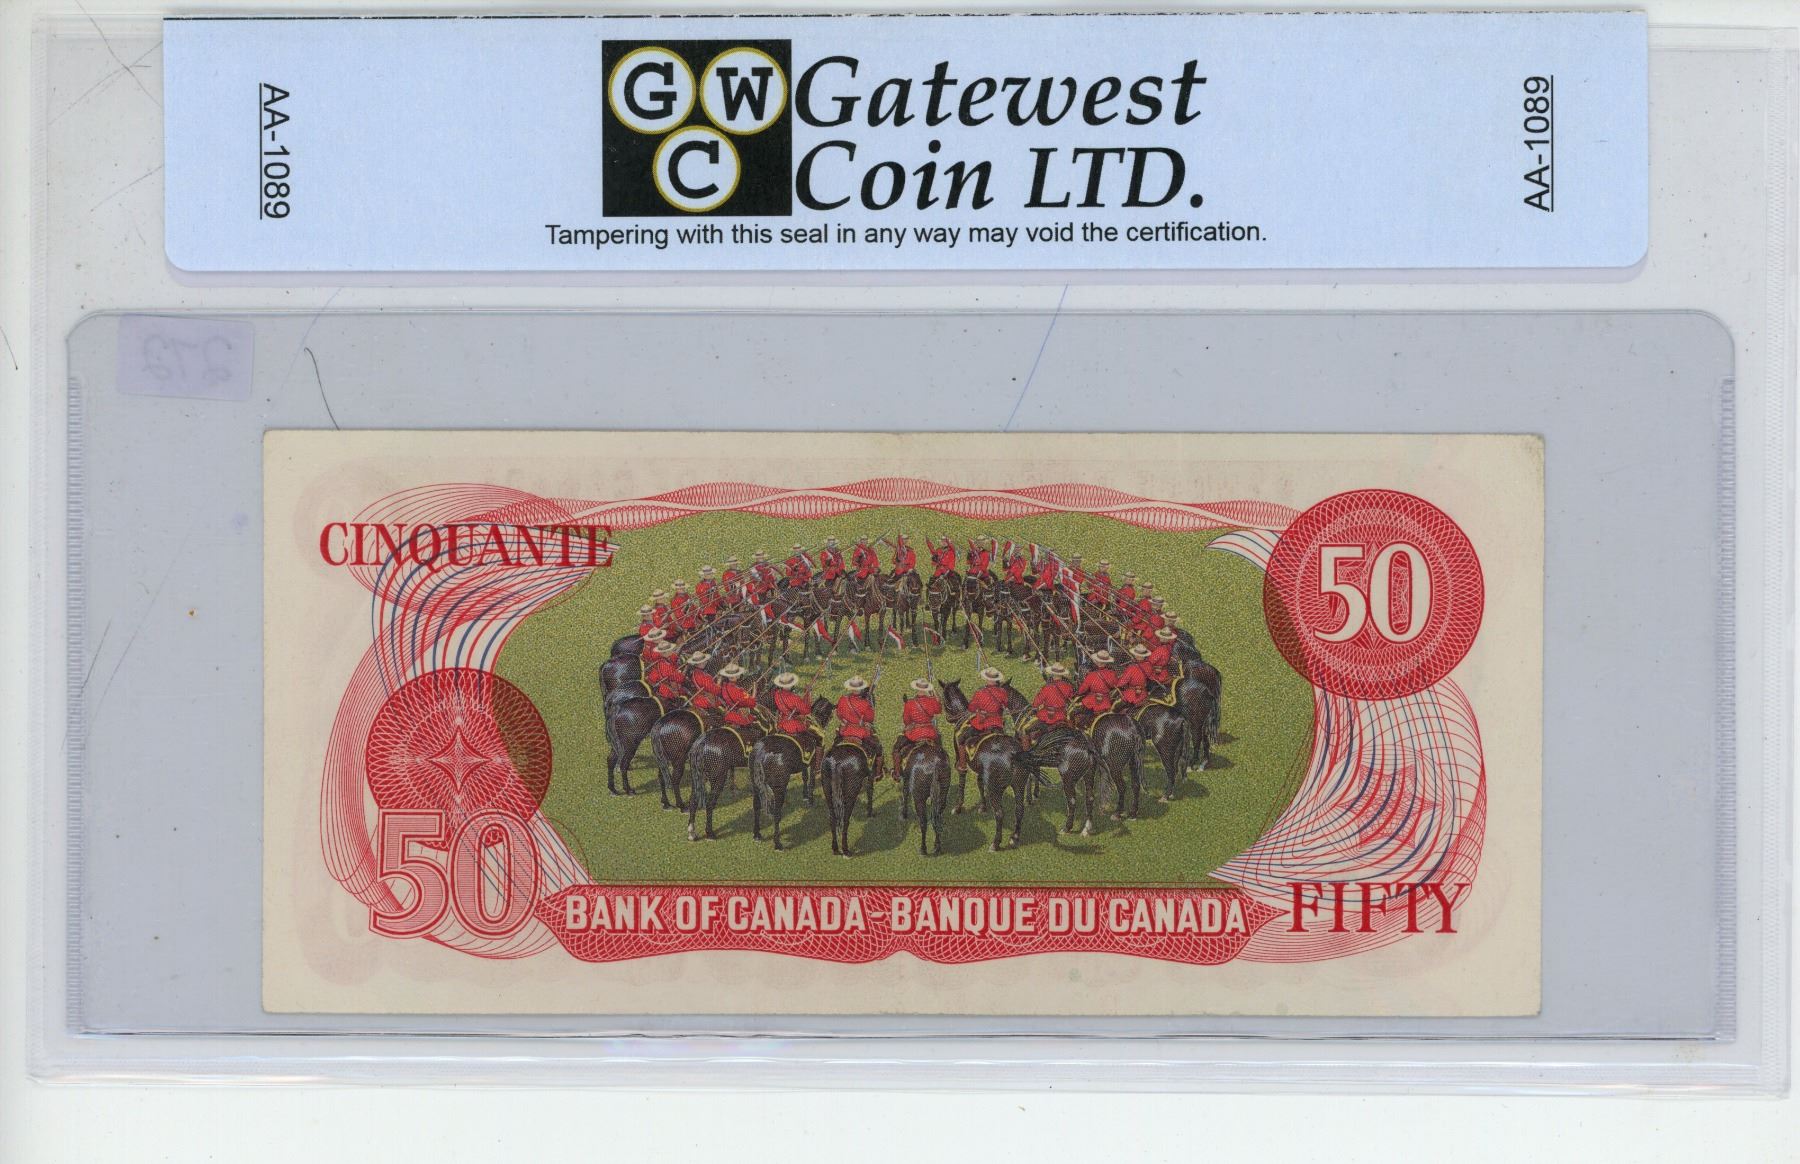 AA-1089
G W
C
Gatewest
Coin LTD.
AA-1089
Tampering with this seal in any way may void the certification.
CINQUANTE
50
50
BANK OF CANADA-BANQUE DU CANADA
FIFTY